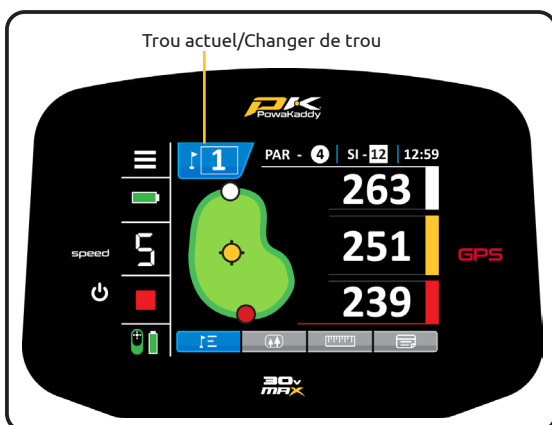 Trou actuel/Changer de trou
PK
PowaKaddy
1 PAR - 4 SI - 12 12:59
263
speed 5 251 GPS
239
30v
MAX